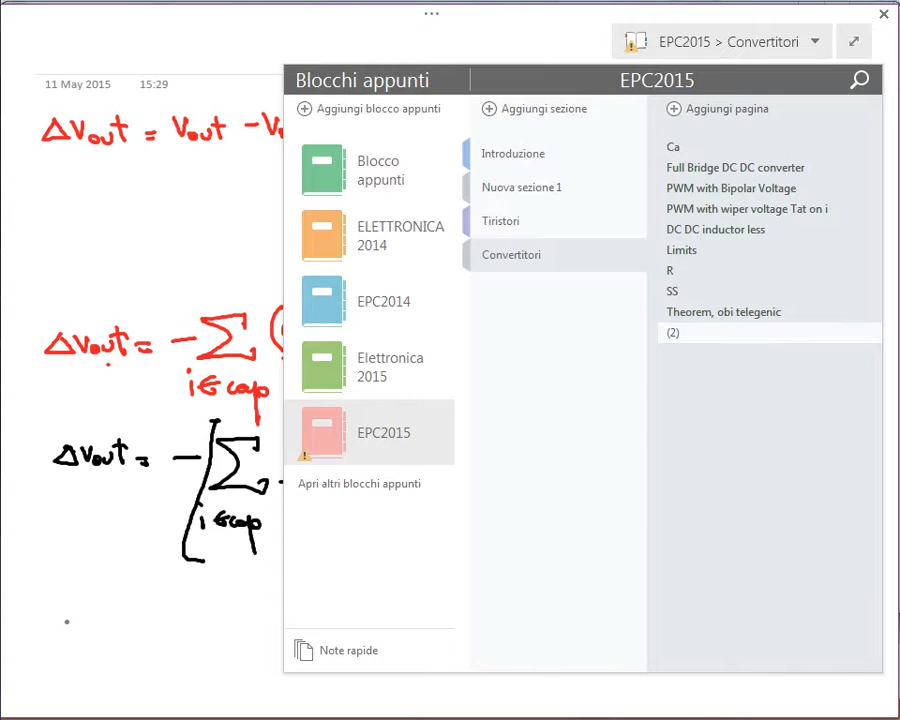 EPC2015 > Convertitori
11 May 2015 15:29
ΔVout = Vout -V
ΔVout = - Σ (
i∈cap
ΔVout = - [ Σ -
i∈cap
Blocchi appunti
Aggiungi blocco appunti
Blocco
appunti
ELETTRONICA
2014
EPC2014
Elettronica
2015
EPC2015
Apri altri blocchi appunti
Note rapide
Aggiungi sezione
Introduzione
Nuova sezione 1
Tiristori
Convertitori
EPC2015
Aggiungi pagina
Ca
Full Bridge DC DC converter
PWM with Bipolar Voltage
PWM with wiper voltage Tat on i
DC DC inductor less
Limits
R
SS
Theorem, obi telegenic
(2)